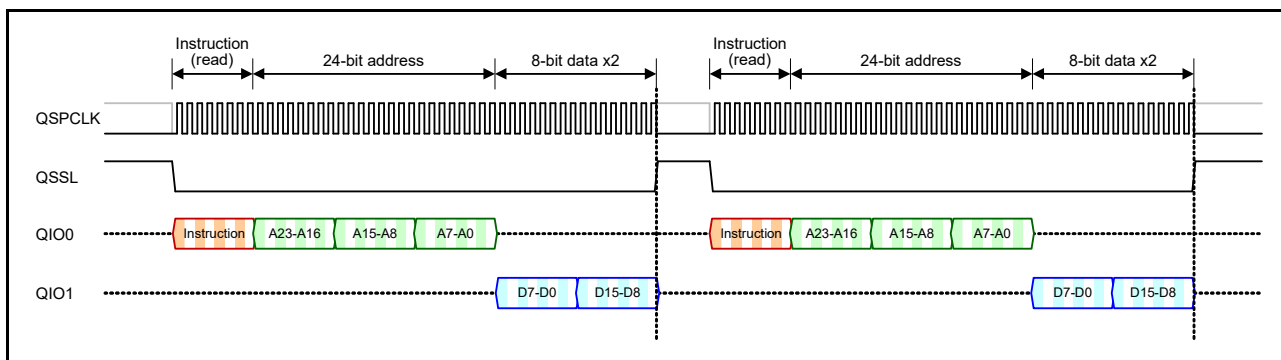 Instruction
(read)
24-bit address
8-bit data x2
Instruction
(read)
24-bit address
8-bit data x2
QSPCLK
QSSL
QIO0
Instruction
A23-A16
A15-A8
A7-A0
Instruction
A23-A16
A15-A8
A7-A0
QIO1
D7-D0
D15-D8
D7-D0
D15-D8